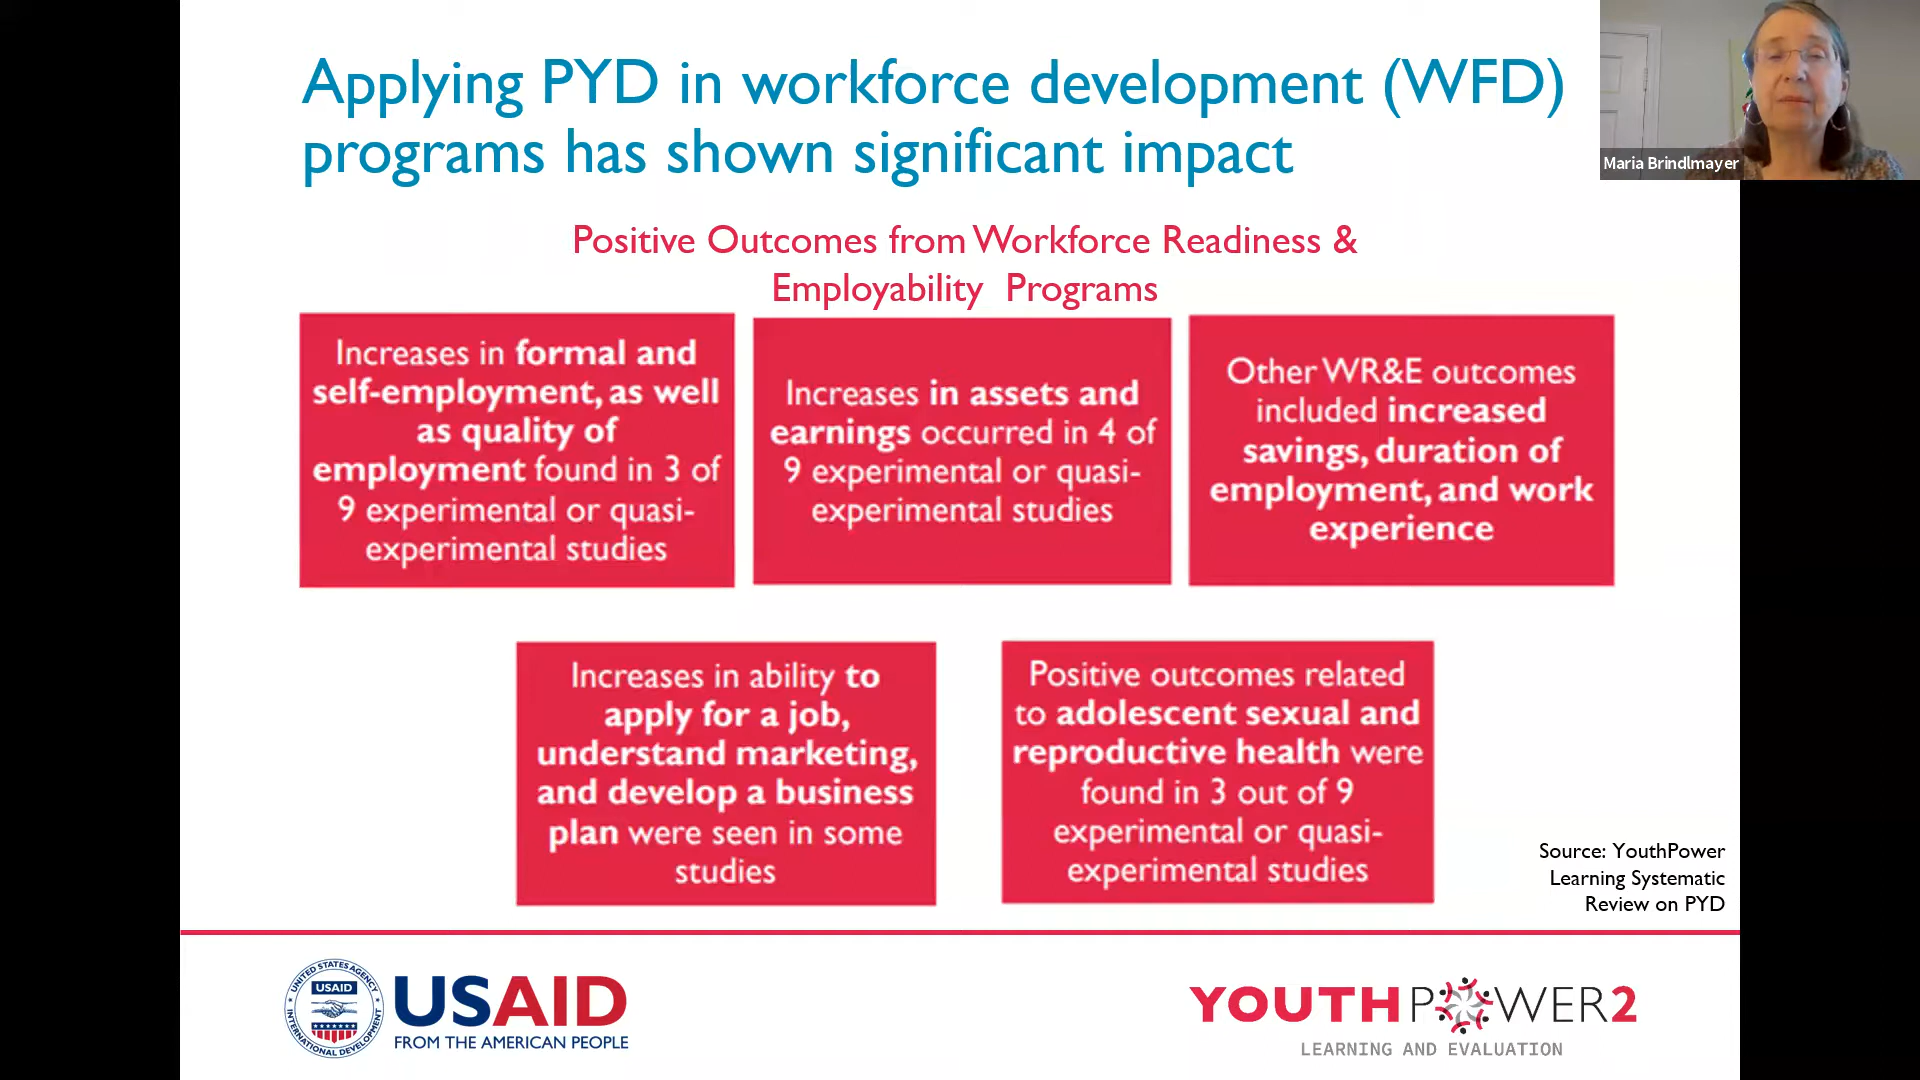 Applying PYD in workforce development (WFD)
programs has shown significant impact
Maria Brindlmayer
Positive Outcomes from Workforce Readiness &
Employability Programs
Increases in formal and
self-employment, as well
as quality of
employment found in 3 of
9 experimental or quasi-
experimental studies
Increases in assets and
earnings occurred in 4 of
9 experimental or quasi-
experimental studies
Other WR&E outcomes
included increased
savings, duration of
employment, and work
experience
Increases in ability to
apply for a job,
understand marketing,
and develop a business
plan were seen in some
studies
Positive outcomes related
to adolescent sexual and
reproductive health were
found in 3 out of 9
experimental or quasi-
experimental studies
Source: YouthPower
Learning Systematic
Review on PYD
UNITED STATES AGENCY
USAID
INTERNATIONAL DEVELOPMENT
USAID
FROM THE AMERICAN PEOPLE
YOUTHPOWER2
LEARNING AND EVALUATION